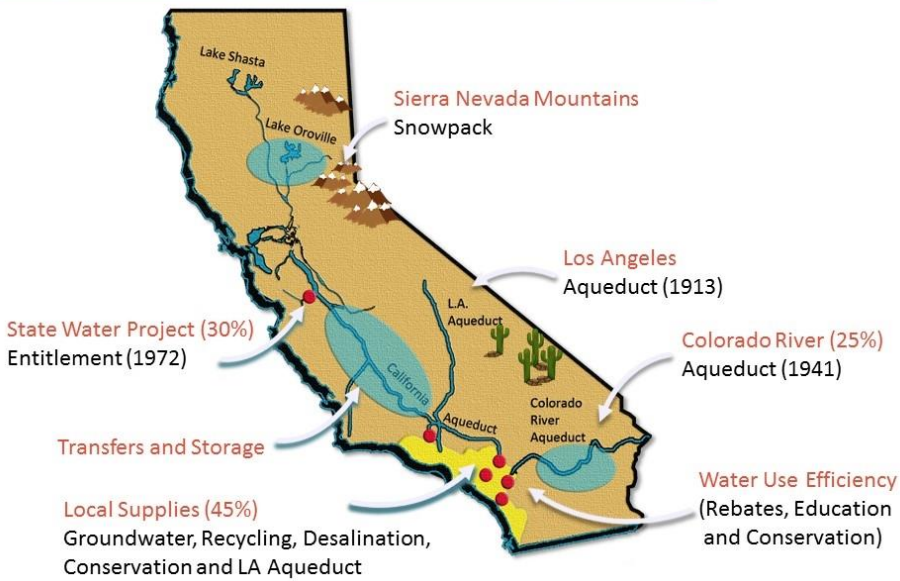 Lake Shasta
Sierra Nevada Mountains
Snowpack
Lake Oroville
Los Angeles
Aqueduct (1913)
L.A.
Aqueduct
State Water Project (30%)
Entitlement (1972)
Colorado River (25%)
Aqueduct (1941)
California
Aqueduct
Colorado
River
Aqueduct
Transfers and Storage
Water Use Efficiency
(Rebates, Education
and Conservation)
Local Supplies (45%)
Groundwater, Recycling, Desalination,
Conservation and LA Aqueduct